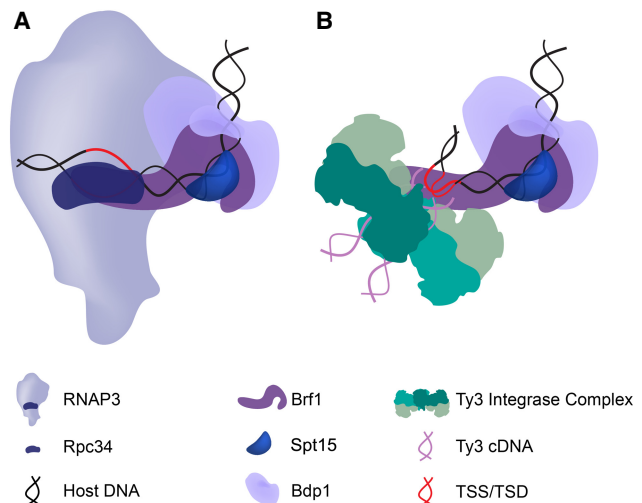 A
B
RNAP3
Brf1
Ty3 Integrase Complex
Rpc34
Spt15
Ty3 cDNA
Host DNA
Bdp1
TSS/TSD